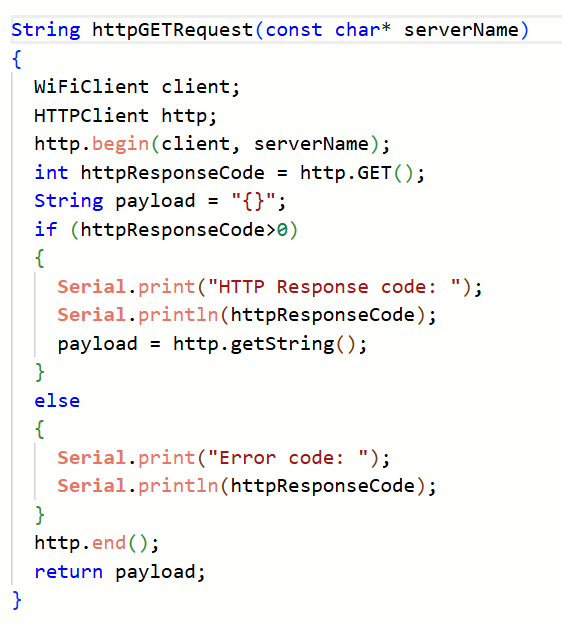 String httpGETRequest(const char* serverName)
{
  WiFiClient client;
  HTTPClient http;
  http.begin(client, serverName);
  int httpResponseCode = http.GET();
  String payload = "{}";
  if (httpResponseCode>0)
  {
    Serial.print("HTTP Response code: ");
    Serial.println(httpResponseCode);
    payload = http.getString();
  }
  else
  {
    Serial.print("Error code: ");
    Serial.println(httpResponseCode);
  }
  http.end();
  return payload;
}